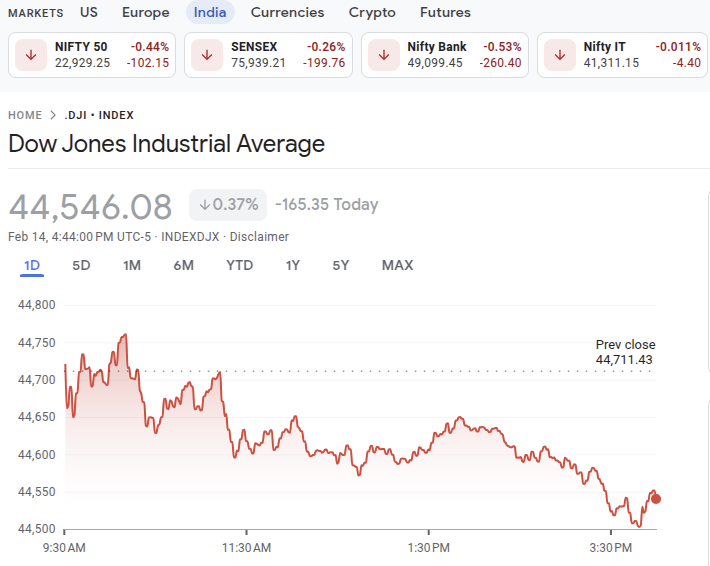 MARKETS US Europe India Currencies Crypto Futures
NIFTY 50 -0.44% SENSEX -0.26% Nifty Bank -0.53% Nifty IT -0.011%
22,929.25 -102.15 75,939.21 -199.76 49,099.45 -260.40 41,311.15 -4.40
HOME > .DJI • INDEX
Dow Jones Industrial Average
44,546.08 ↓0.37% -165.35 Today
Feb 14, 4:44:00 PM UTC-5 · INDEXDJX · Disclaimer
1D 5D 1M 6M YTD 1Y 5Y MAX
44,800
44,750
Prev close
44,711.43
44,700
44,650
44,600
44,550
44,500
9:30 AM 11:30 AM 1:30 PM 3:30 PM